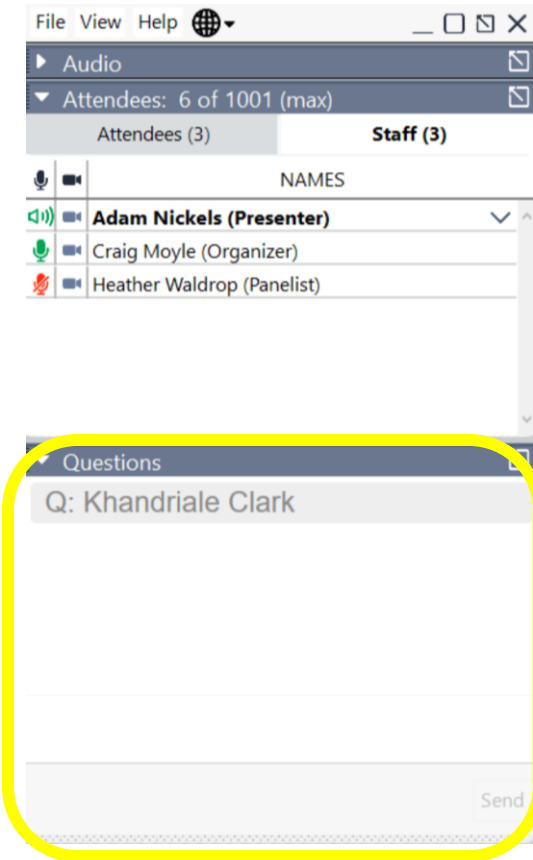 File View Help
Audio
Attendees: 6 of 1001 (max)
Attendees (3) Staff (3)
NAMES
Adam Nickels (Presenter)
Craig Moyle (Organizer)
Heather Waldrop (Panelist)
Questions
Q: Khandriale Clark
Send